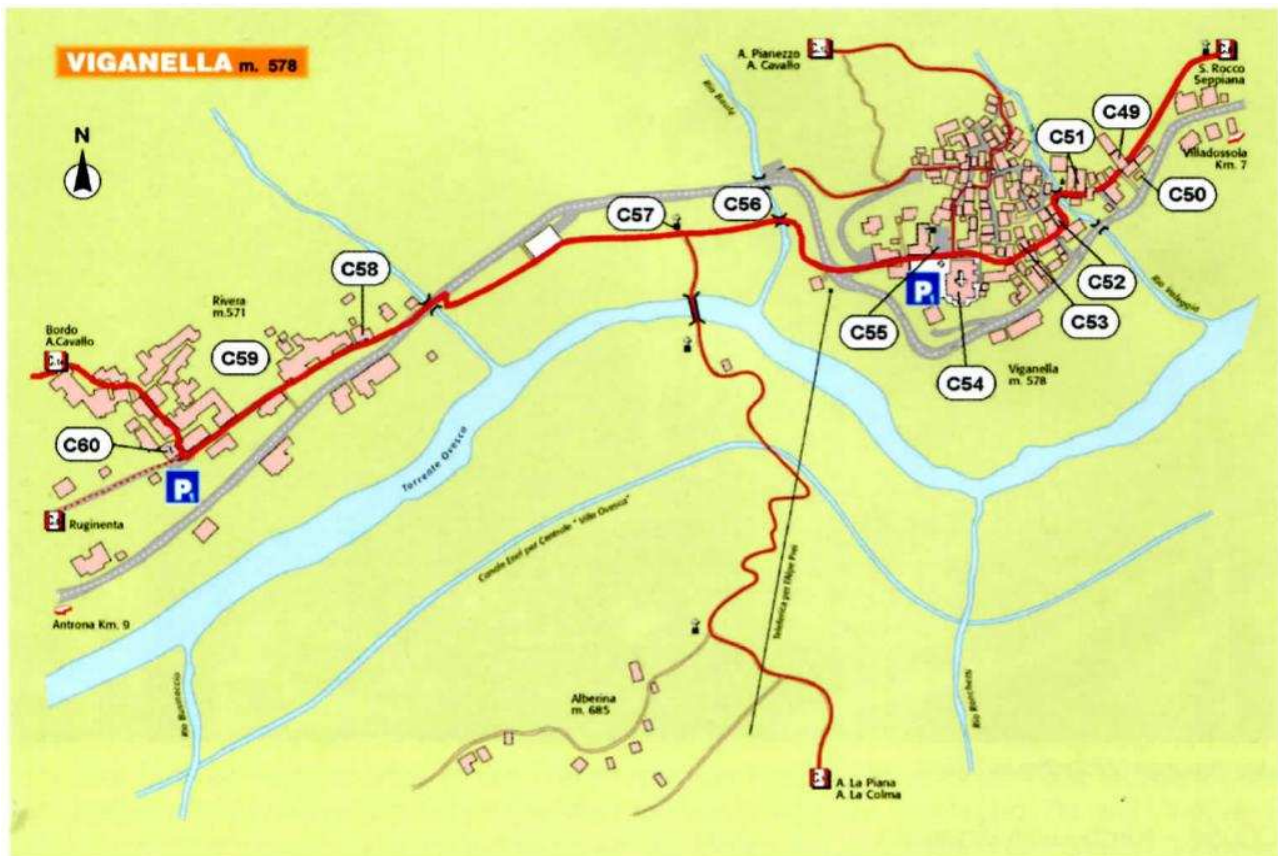 VIGANELLA m. 578
N
A. Pianezzo
A. Cavallo
S. Rocco
Seppiana
C49
C51
Villadossola
Km. 7
C50
C57
C56
C58
Rivera
m.571
C52
C53
P
C55
C54
Viganella
m. 578
Bordo
A.Cavallo
C59
C60
P
Ruginenta
Torrente Ovesca
Antrona Km. 9
Alberina
m. 685
A. La Piana
A. La Colma